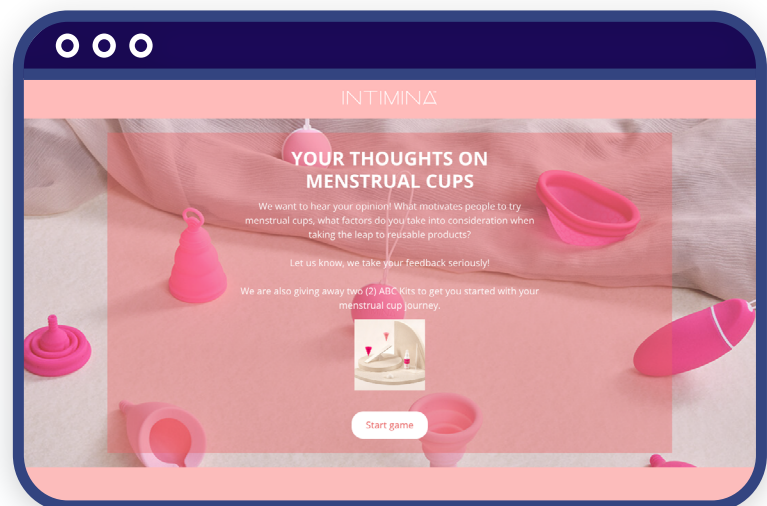 INTIMINA
YOUR THOUGHTS ON
MENSTRUAL CUPS
We want to hear your opinion! What motivates people to try
menstrual cups, what factors do you take into consideration when
taking the leap to reusable products?
Let us know, we take your feedback seriously!
We are also giving away two (2) ABC Kits to get you started with your
menstrual cup journey.
Start game